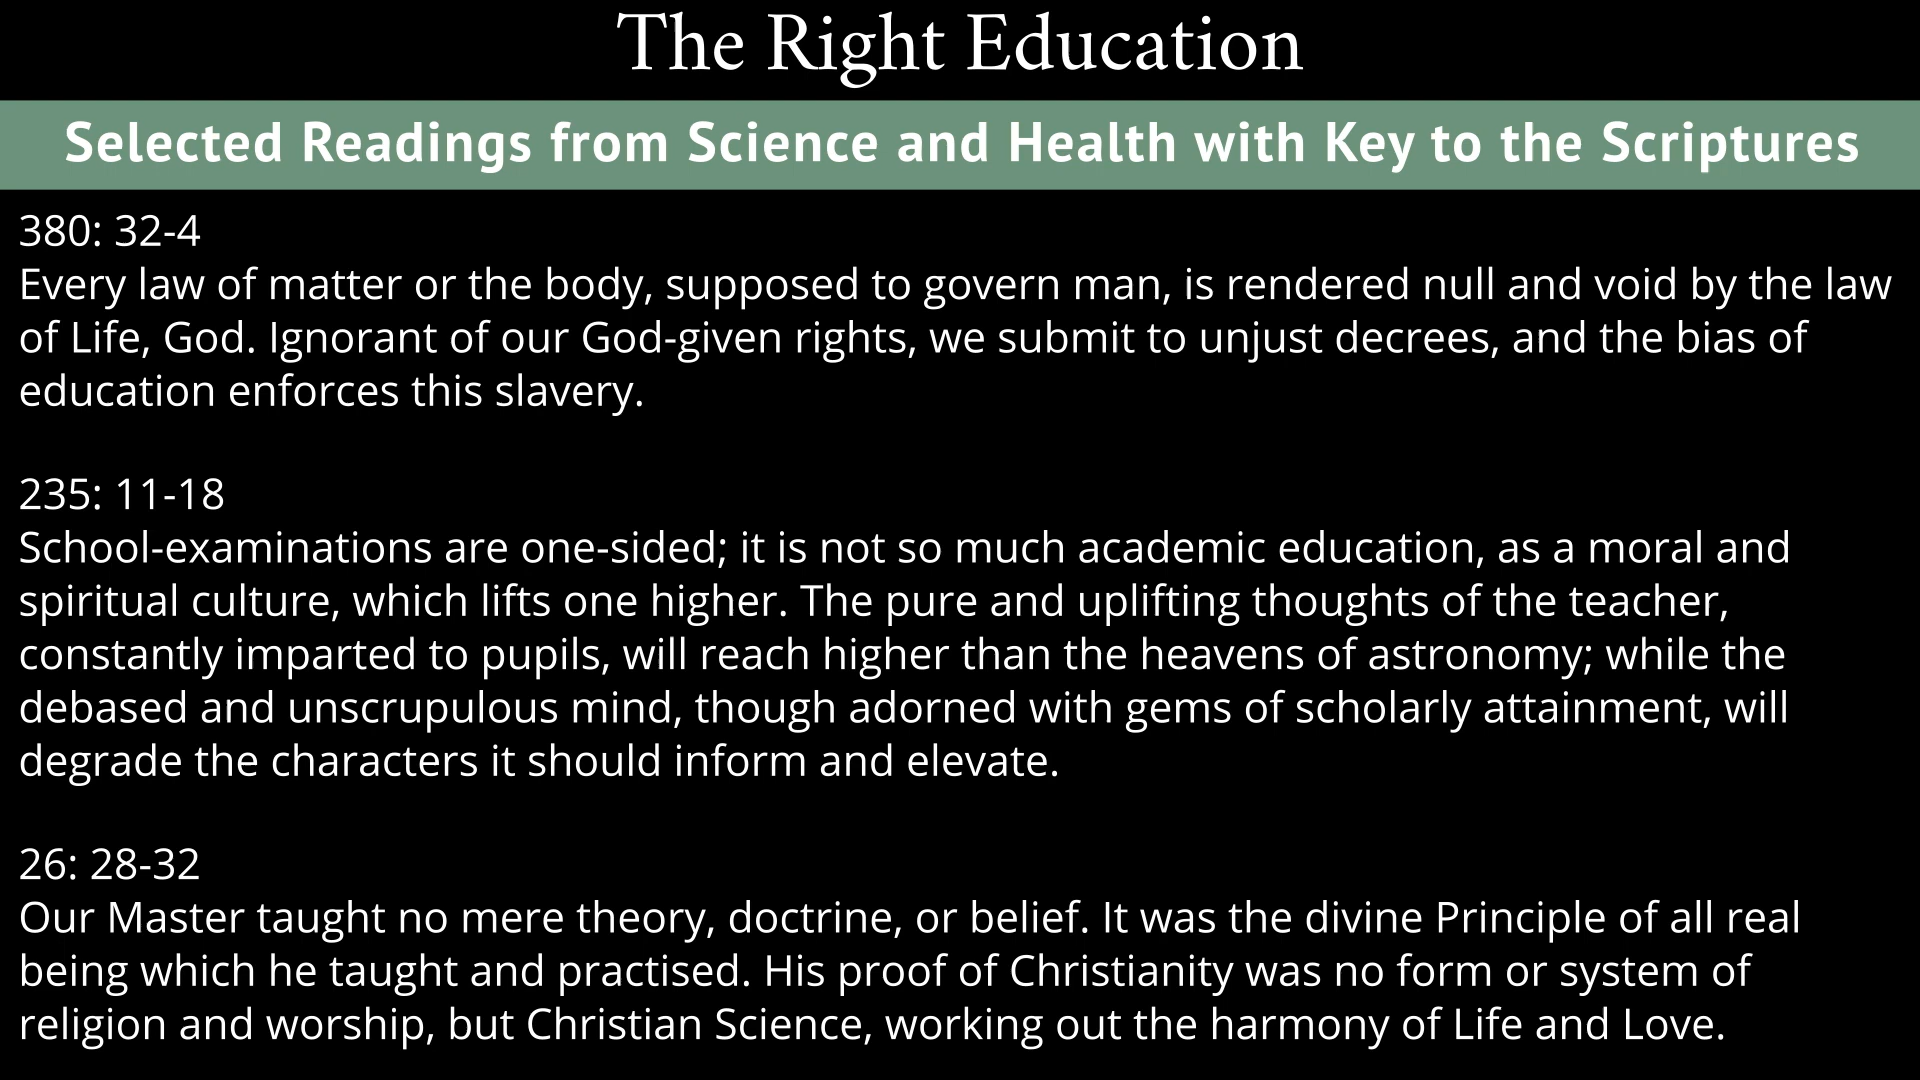 The Right Education
Selected Readings from Science and Health with Key to the Scriptures
380: 32-4
Every law of matter or the body, supposed to govern man, is rendered null and void by the law
of Life, God. Ignorant of our God-given rights, we submit to unjust decrees, and the bias of
education enforces this slavery.
235: 11-18
School-examinations are one-sided; it is not so much academic education, as a moral and
spiritual culture, which lifts one higher. The pure and uplifting thoughts of the teacher,
constantly imparted to pupils, will reach higher than the heavens of astronomy; while the
debased and unscrupulous mind, though adorned with gems of scholarly attainment, will
degrade the characters it should inform and elevate.
26: 28-32
Our Master taught no mere theory, doctrine, or belief. It was the divine Principle of all real
being which he taught and practised. His proof of Christianity was no form or system of
religion and worship, but Christian Science, working out the harmony of Life and Love.